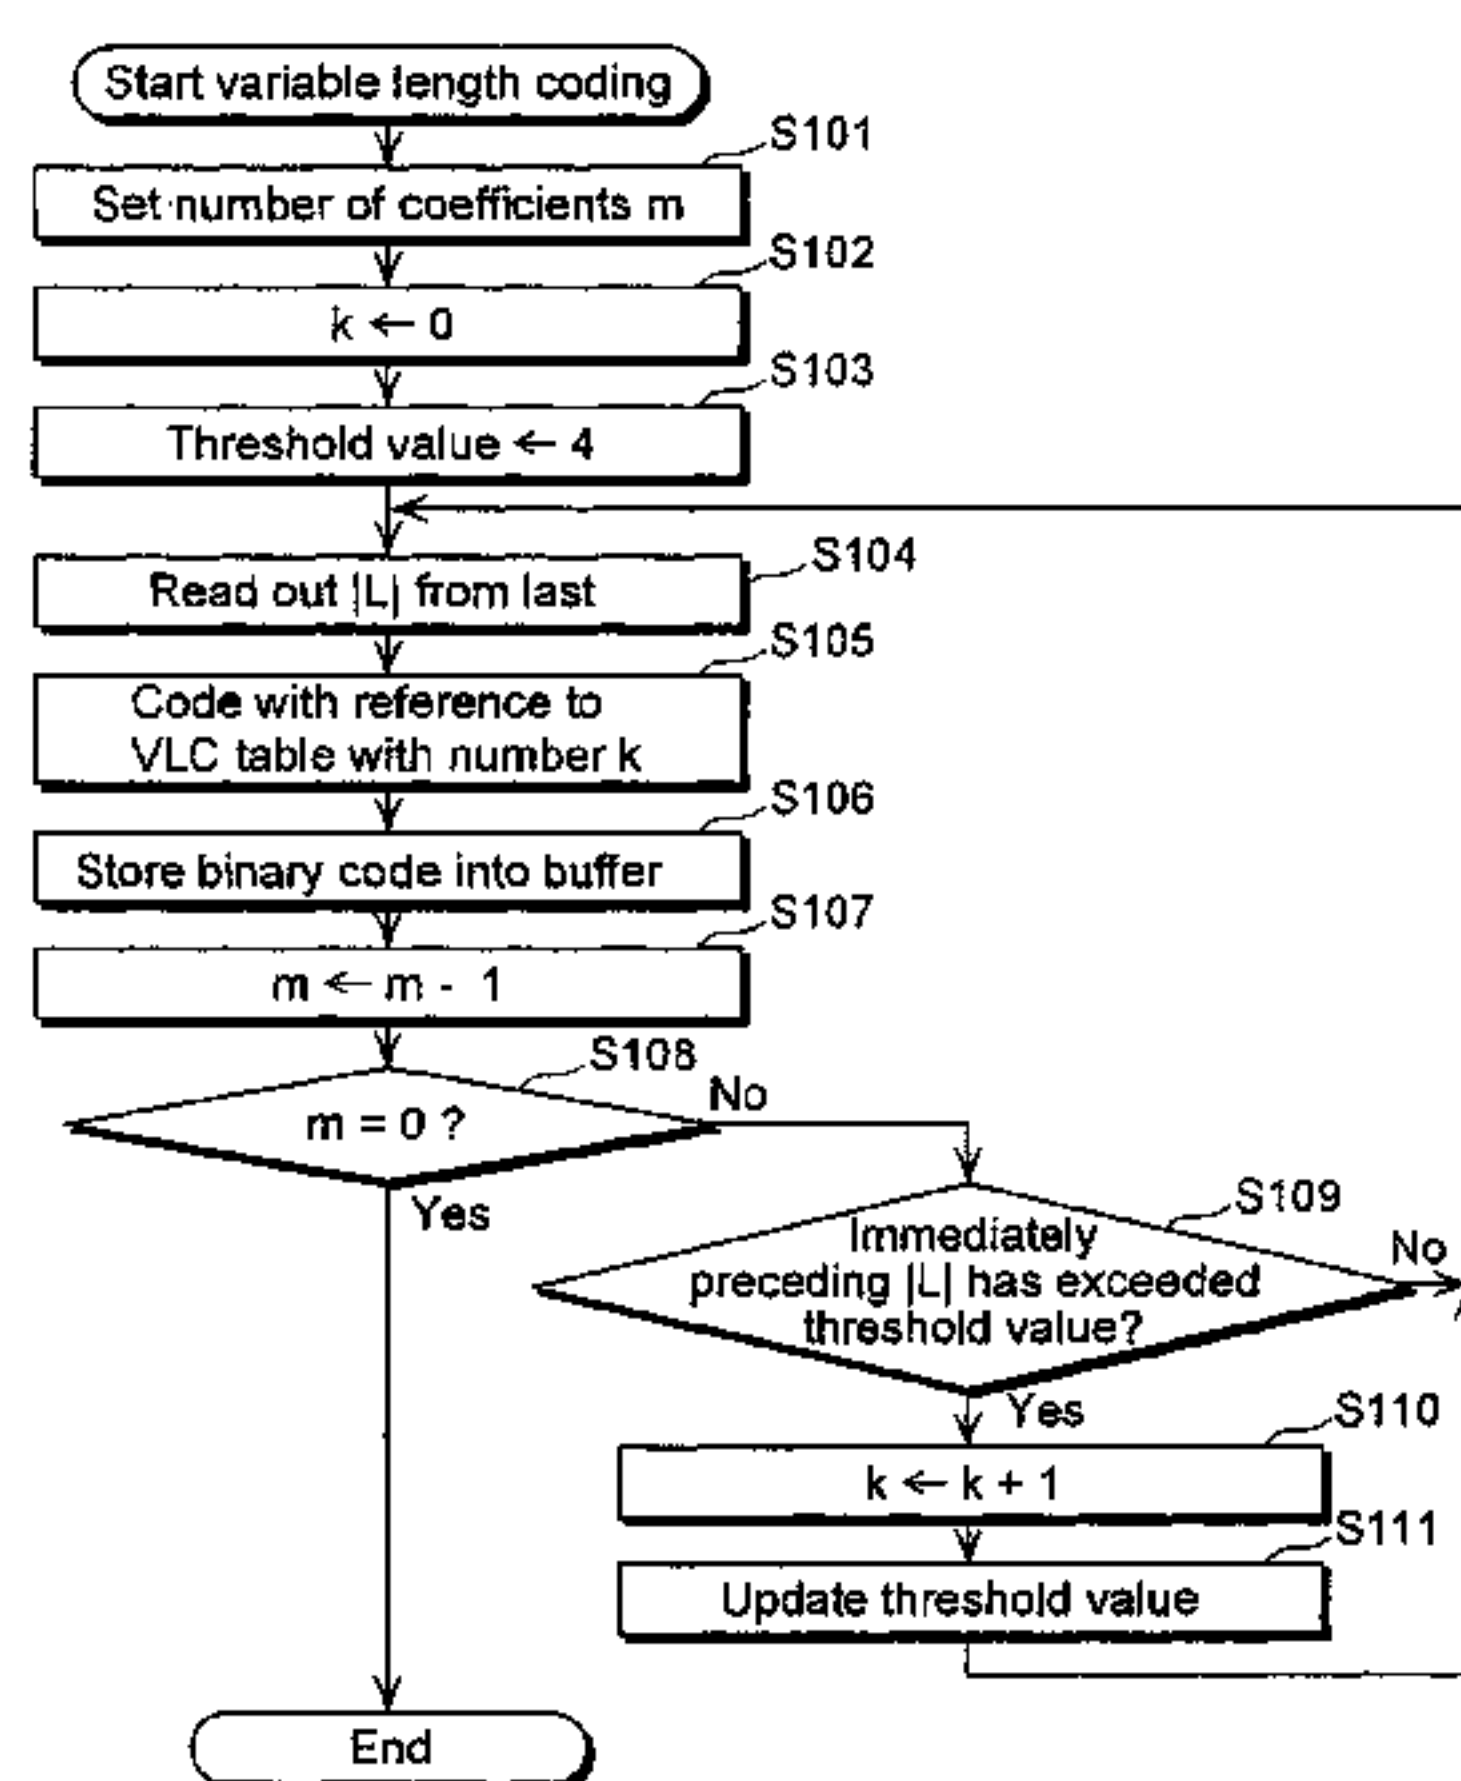 Start variable length coding
S101
Set number of coefficients m
S102
k ← 0
S103
Threshold value ← 4
S104
Read out |L| from last
S105
Code with reference to
VLC table with number k
S106
Store binary code into buffer
S107
m ← m - 1
S108
m = 0 ?
No
Yes
S109
Immediately
preceding |L| has exceeded
threshold value?
No
Yes
S110
k ← k + 1
S111
Update threshold value
End